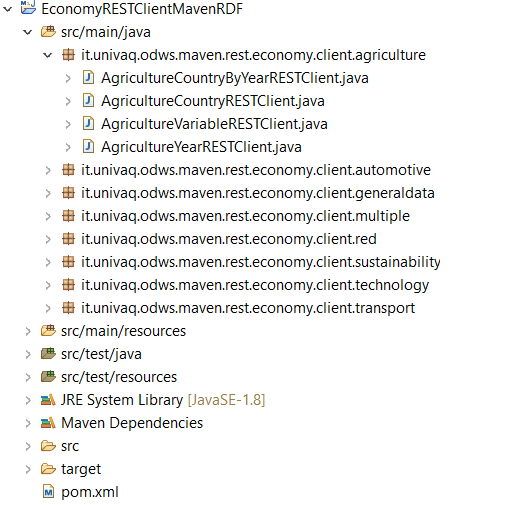 EconomyRESTClientMavenRDF
src/main/java
it.univaq.odws.maven.rest.economy.client.agriculture
AgricultureCountryByYearRESTClient.java
AgricultureCountryRESTClient.java
AgricultureVariableRESTClient.java
AgricultureYearRESTClient.java
it.univaq.odws.maven.rest.economy.client.automotive
it.univaq.odws.maven.rest.economy.client.generaldata
it.univaq.odws.maven.rest.economy.client.multiple
it.univaq.odws.maven.rest.economy.client.red
it.univaq.odws.maven.rest.economy.client.sustainability
it.univaq.odws.maven.rest.economy.client.technology
it.univaq.odws.maven.rest.economy.client.transport
src/main/resources
src/test/java
src/test/resources
JRE System Library [JavaSE-1.8]
Maven Dependencies
src
target
pom.xml